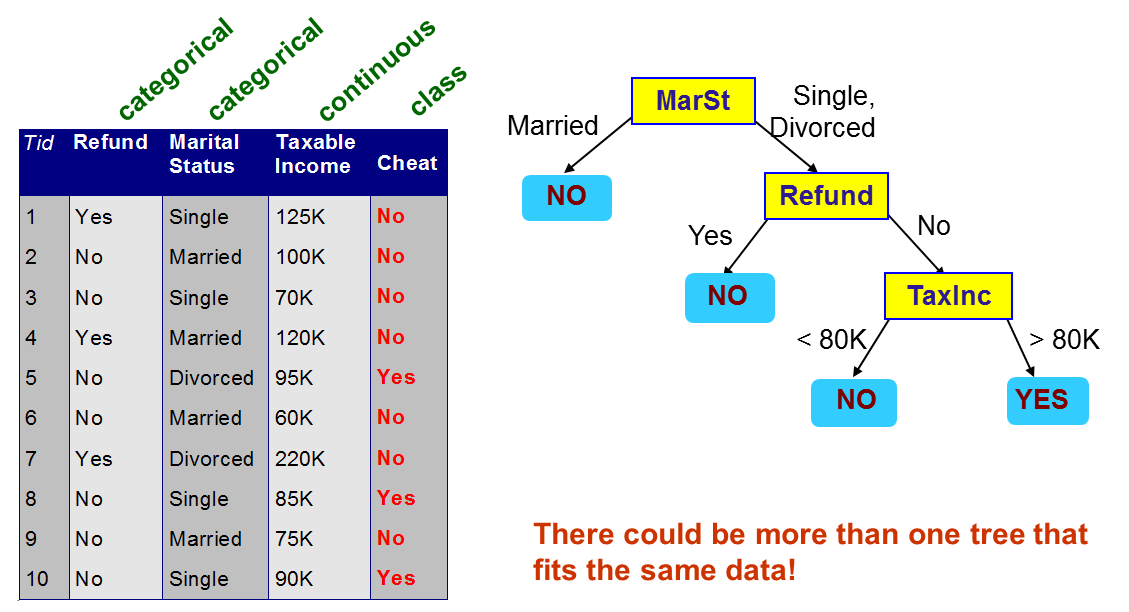 categorical
categorical
continuous
class
Tid Refund Marital Status Taxable Income Cheat
1 Yes Single 125K No
2 No Married 100K No
3 No Single 70K No
4 Yes Married 120K No
5 No Divorced 95K Yes
6 No Married 60K No
7 Yes Divorced 220K No
8 No Single 85K Yes
9 No Married 75K No
10 No Single 90K Yes
MarSt
Married
Single,
Divorced
NO
Refund
Yes
No
NO
TaxInc
< 80K
> 80K
NO
YES
There could be more than one tree that
fits the same data!